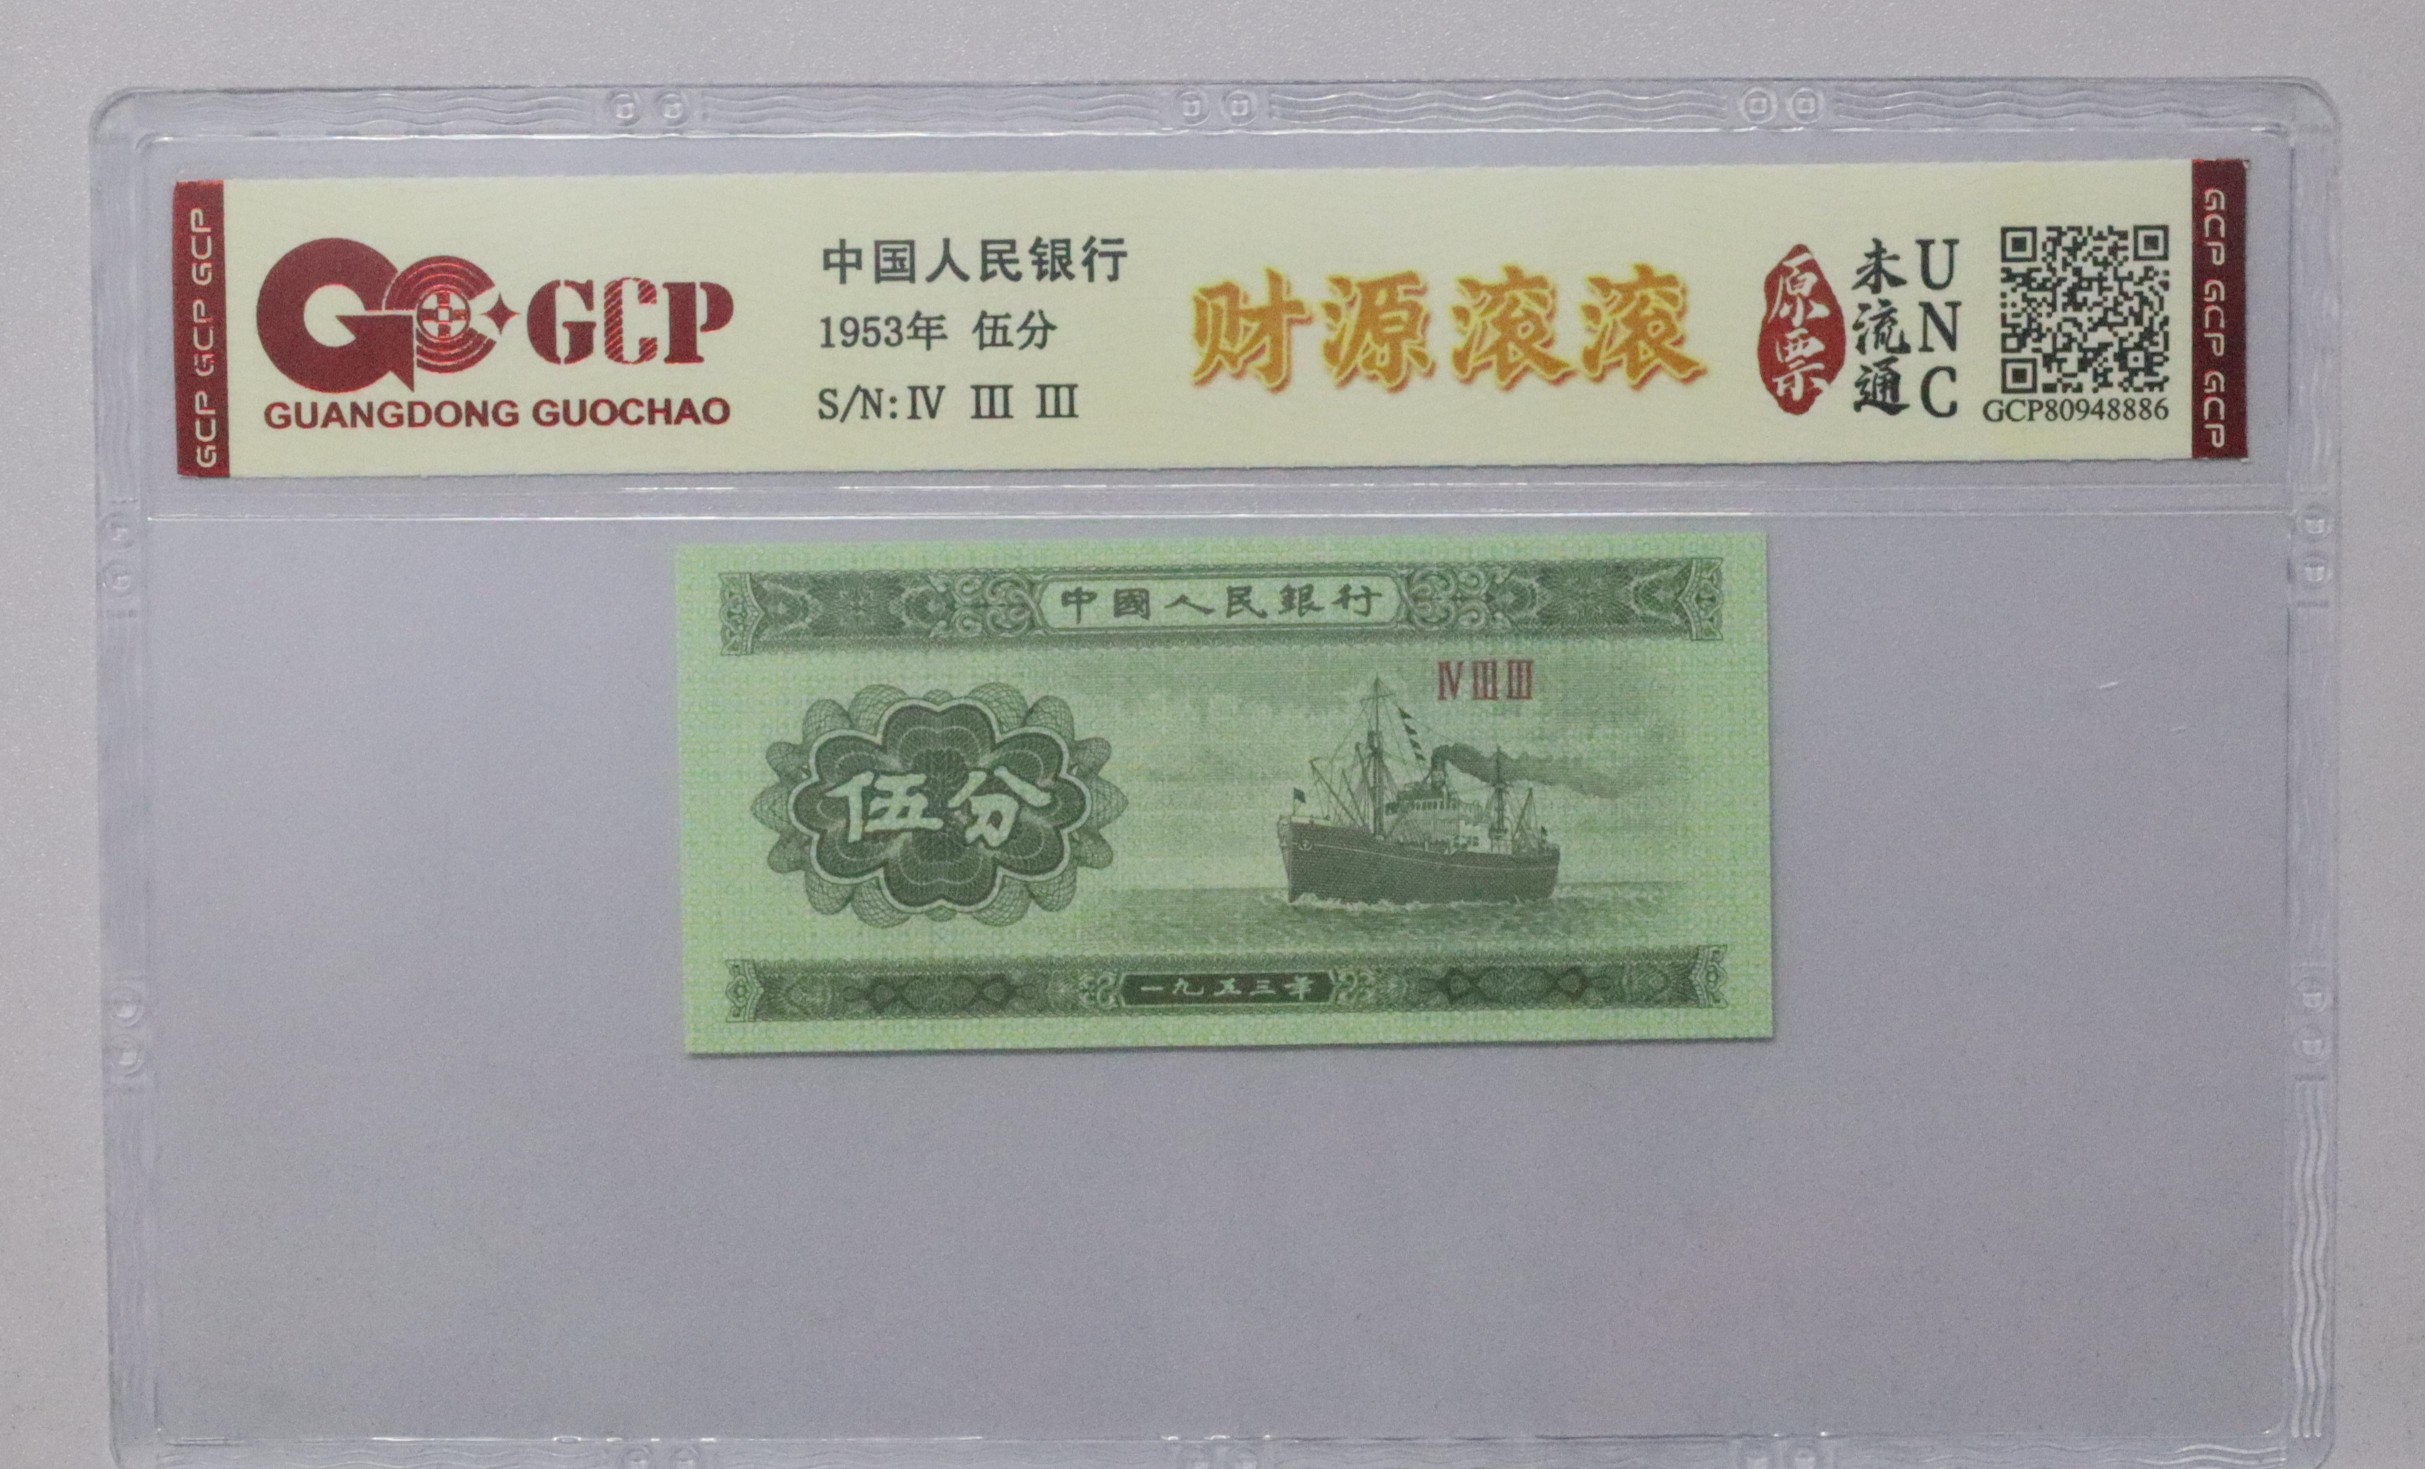 GCP GCP GCP
GCP
GUANGDONG GUOCHAO
中国人民银行
1953年 伍分
S/N: Ⅳ Ⅲ Ⅲ
财源滚滚
原票
未流通
UNC
GCP80948886
GCP GCP GCP
中國人民銀行
Ⅳ Ⅲ Ⅲ
伍分
一九五三年